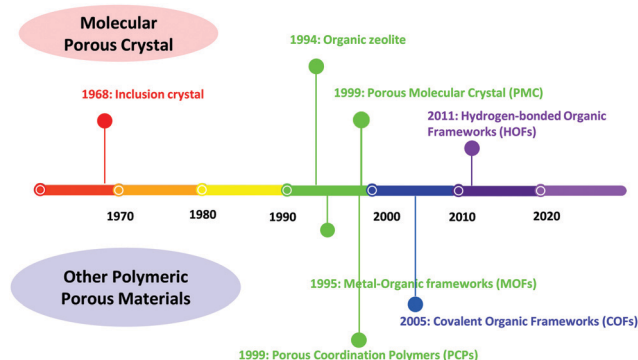 Molecular
Porous Crystal
1994: Organic zeolite
1968: Inclusion crystal
1999: Porous Molecular Crystal (PMC)
2011: Hydrogen-bonded Organic
Frameworks (HOFs)
1970
1980
1990
2000
2010
2020
Other Polymeric
Porous Materials
1995: Metal-Organic frameworks (MOFs)
2005: Covalent Organic Frameworks (COFs)
1999: Porous Coordination Polymers (PCPs)